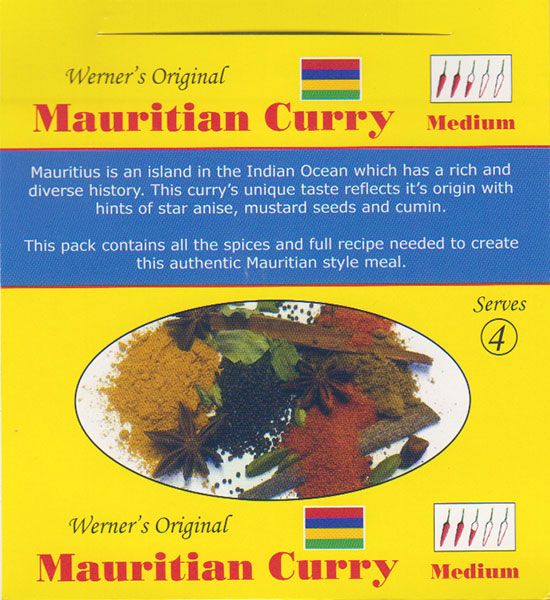 Werner's Original
Mauritian Curry
Medium
Mauritius is an island in the Indian Ocean which has a rich and
diverse history. This curry's unique taste reflects it's origin with
hints of star anise, mustard seeds and cumin.
This pack contains all the spices and full recipe needed to create
this authentic Mauritian style meal.
Serves
4
Werner's Original
Mauritian Curry
Medium